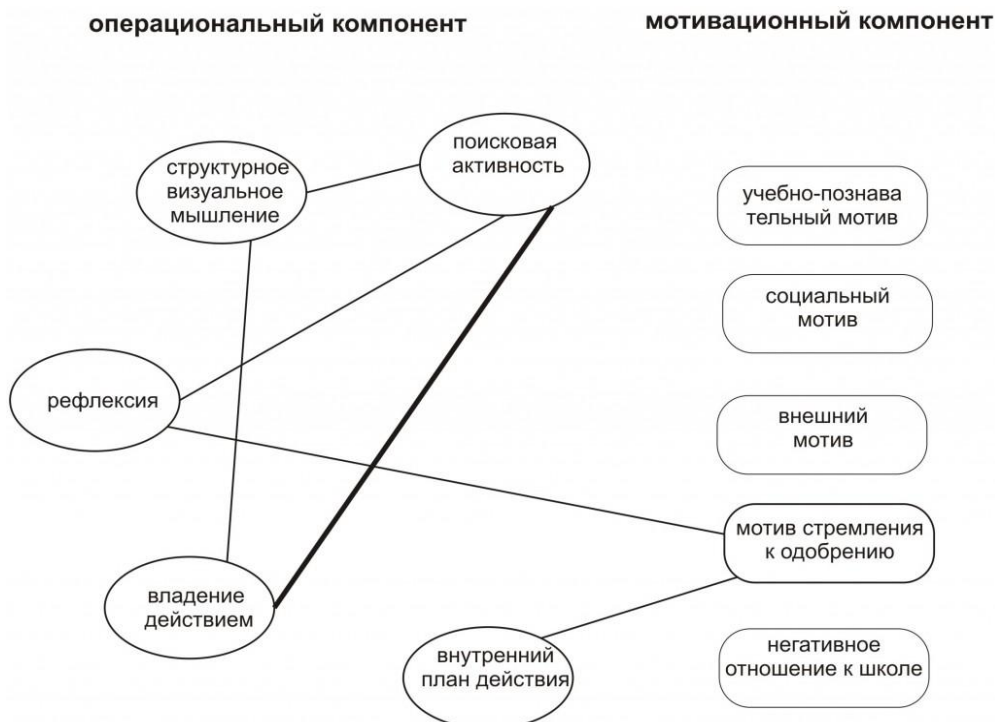 операциональный компонент
мотивационный компонент
поисковая
активность
структурное
визуальное
мышление
учебно-познава
тельный мотив
социальный
мотив
рефлексия
внешний
мотив
мотив стремления
к одобрению
владение
действием
внутренний
план действия
негативное
отношение к школе